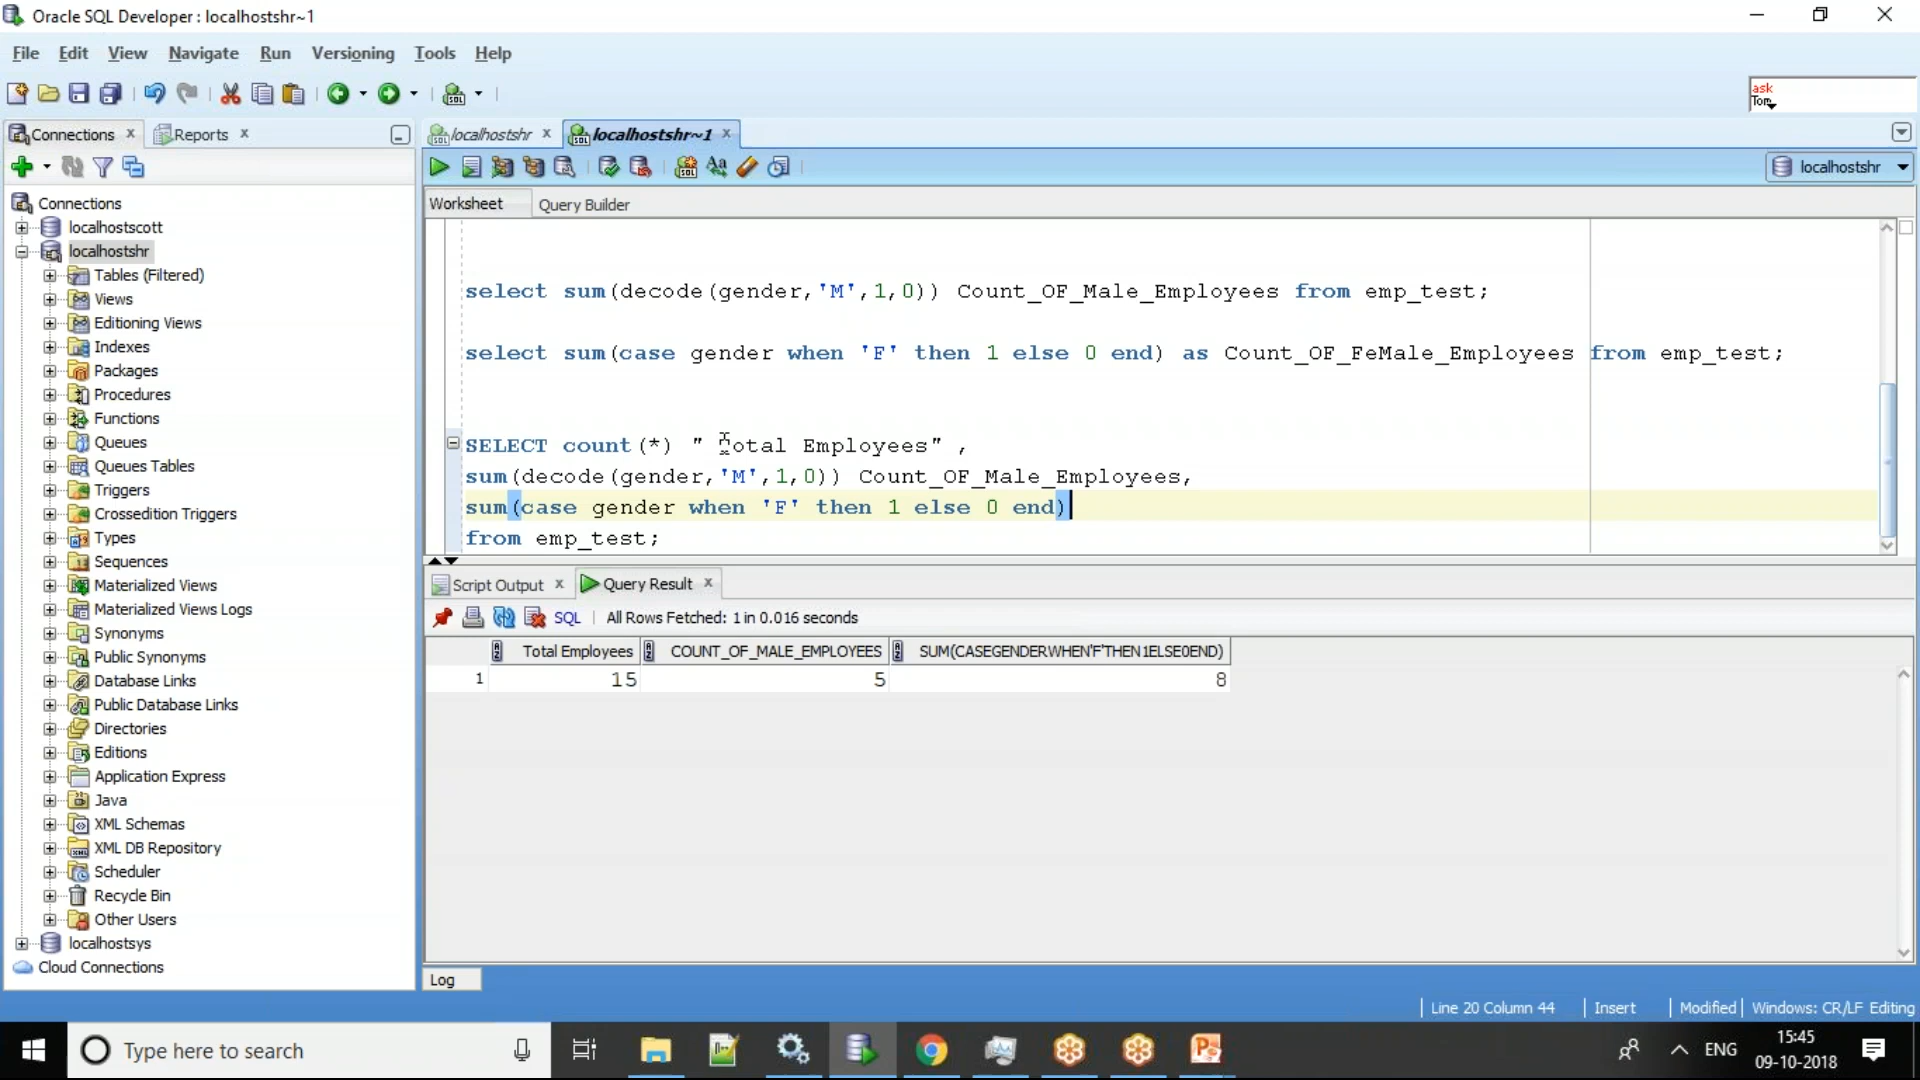 Oracle SQL Developer : localhostshr~1
File Edit View Navigate Run Versioning Tools Help
ask
Tom
Connections Reports
localhostshr localhostshr~1
localhostshr
Worksheet Query Builder
Connections
localhostscott
localhostshr
Tables (Filtered)
Views
Editioning Views
Indexes
Packages
Procedures
Functions
Queues
Queues Tables
Triggers
Crossedition Triggers
Types
Sequences
Materialized Views
Materialized Views Logs
Synonyms
Public Synonyms
Database Links
Public Database Links
Directories
Editions
Application Express
Java
XML Schemas
XML DB Repository
Scheduler
Recycle Bin
Other Users
localhostsys
Cloud Connections
select sum(decode(gender,'M',1,0)) Count_OF_Male_Employees from emp_test;
select sum(case gender when 'F' then 1 else 0 end) as Count_OF_FeMale_Employees from emp_test;
SELECT count(*) " Total Employees" ,
sum(decode(gender,'M',1,0)) Count_OF_Male_Employees,
sum(case gender when 'F' then 1 else 0 end)
from emp_test;
Script Output Query Result
SQL All Rows Fetched: 1 in 0.016 seconds
Total Employees COUNT_OF_MALE_EMPLOYEES SUM(CASEGENDERWHEN'F'THEN1ELSE0END)
1 15 5 8
Log
Line 20 Column 44 Insert Modified Windows: CR/LF Editing
Type here to search
ENG
15:45
09-10-2018